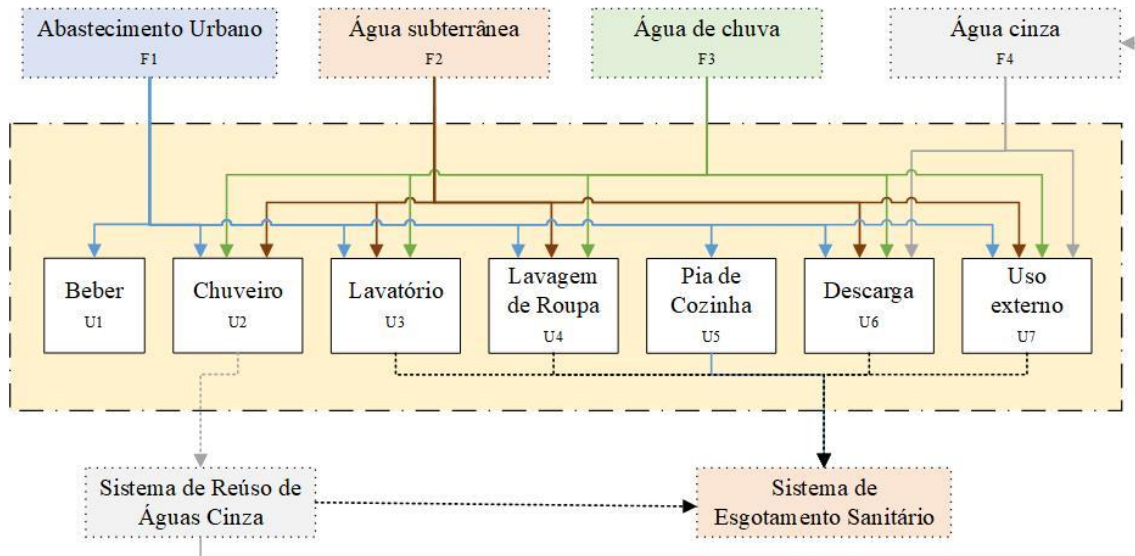 Abastecimento Urbano
F1
Água subterrânea
F2
Água de chuva
F3
Água cinza
F4
Beber
U1
Chuveiro
U2
Lavatório
U3
Lavagem
de Roupa
U4
Pia de
Cozinha
U5
Descarga
U6
Uso
externo
U7
Sistema de Reúso de
Águas Cinza
Sistema de
Esgotamento Sanitário